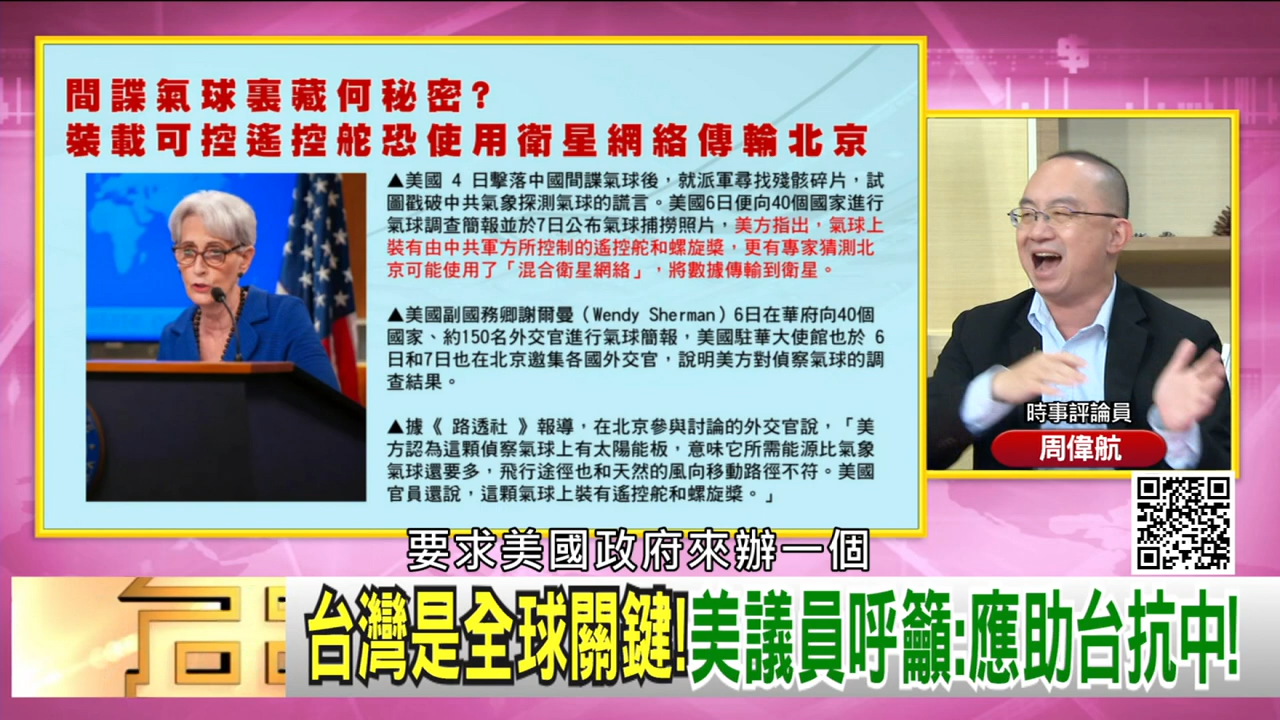 間諜氣球裏藏何秘密?
裝載可控遙控舵恐使用衛星網絡傳輸北京
▲美國 4 日擊落中國間諜氣球後，就派軍尋找殘骸碎片，試
圖戳破中共氣象探測氣球的謊言。美國6日便向40個國家進行
氣球調查簡報並於7日公布氣球捕撈照片，美方指出，氣球上
裝有由中共軍方所控制的遙控舵和螺旋槳，更有專家猜測北
京可能使用了「混合衛星網絡」，將數據傳輸到衛星。
▲美國副國務卿謝爾曼（Wendy Sherman）6日在華府向40個
國家、約150名外交官進行氣球簡報，美國駐華大使館也於 6
日和7日也在北京邀集各國外交官，說明美方對偵察氣球的調
查結果。
▲據《 路透社 》報導，在北京參與討論的外交官說，「美
方認為這顆偵察氣球上有太陽能板，意味它所需能源比氣象
氣球還要多，飛行途徑也和天然的風向移動路徑不符。美國
官員還說，這顆氣球上裝有遙控舵和螺旋槳。」
時事評論員
周偉航
要求美國政府來辦一個
台灣是全球關鍵!美議員呼籲:應助台抗中!